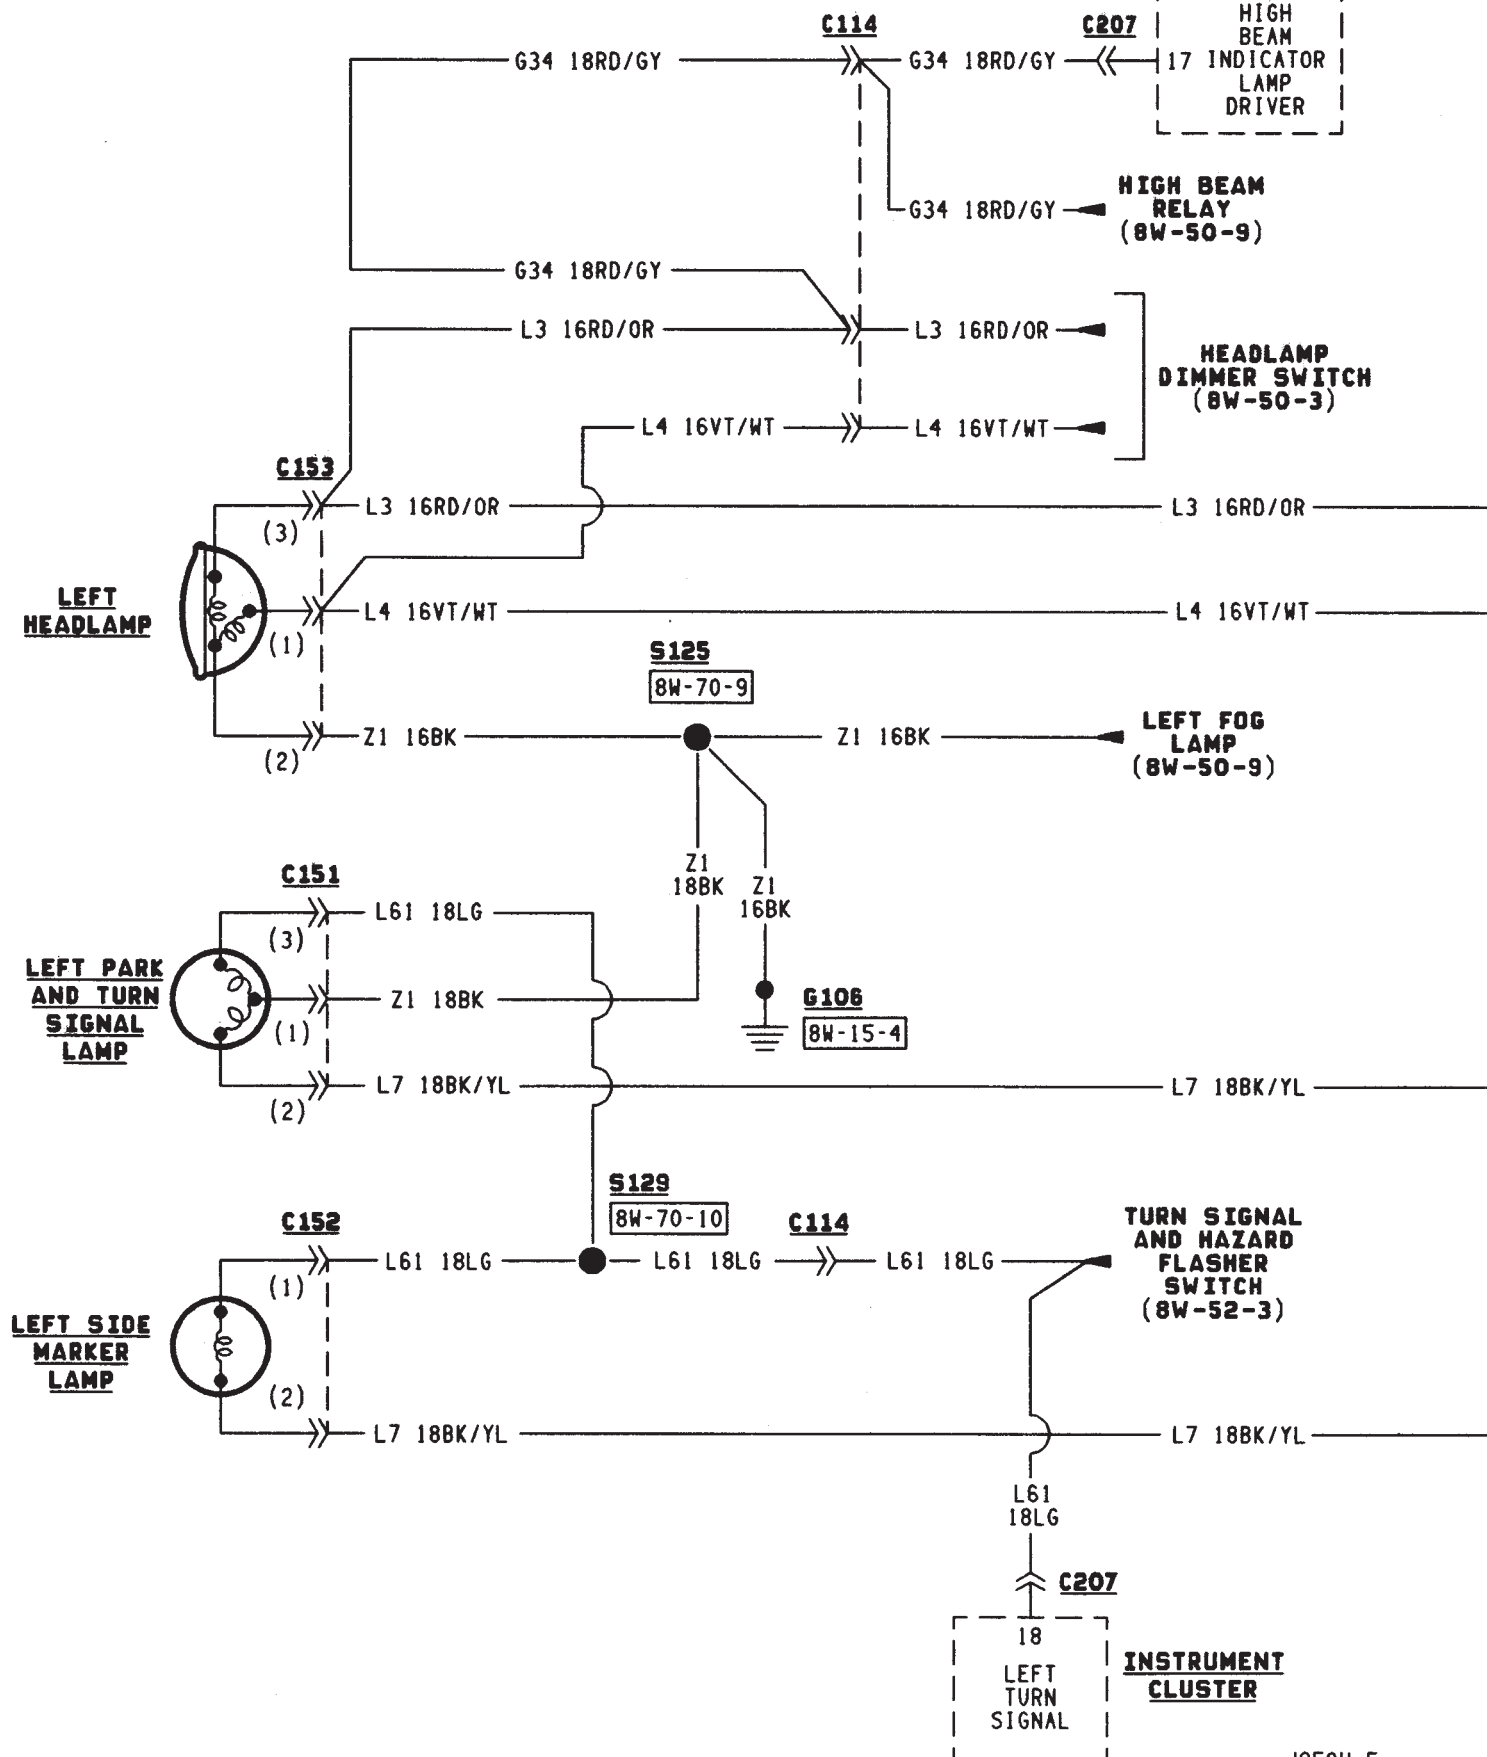 HIGH
BEAM
17 INDICATOR
LAMP
DRIVER
C114
C207
G34 18RD/GY
G34 18RD/GY
G34 18RD/GY
HIGH BEAM
RELAY
(8W-50-9)
G34 18RD/GY
L3 16RD/OR
L3 16RD/OR
HEADLAMP
DIMMER SWITCH
(8W-50-3)
L4 16VT/WT
L4 16VT/WT
C153
(3)
L3 16RD/OR
L3 16RD/OR
LEFT
HEADLAMP
(1)
L4 16VT/WT
L4 16VT/WT
S125
8W-70-9
(2)
Z1 16BK
Z1 16BK
LEFT FOG
LAMP
(8W-50-9)
Z1
18BK
Z1
16BK
C151
(3)
L61 18LG
LEFT PARK
AND TURN
SIGNAL
LAMP
(1)
Z1 18BK
G106
8W-15-4
(2)
L7 18BK/YL
L7 18BK/YL
S129
8W-70-10
C152
C114
(1)
L61 18LG
L61 18LG
L61 18LG
TURN SIGNAL
AND HAZARD
FLASHER
SWITCH
(8W-52-3)
LEFT SIDE
MARKER
LAMP
(2)
L7 18BK/YL
L7 18BK/YL
L61
18LG
C207
18
LEFT
TURN
SIGNAL
INSTRUMENT
CLUSTER